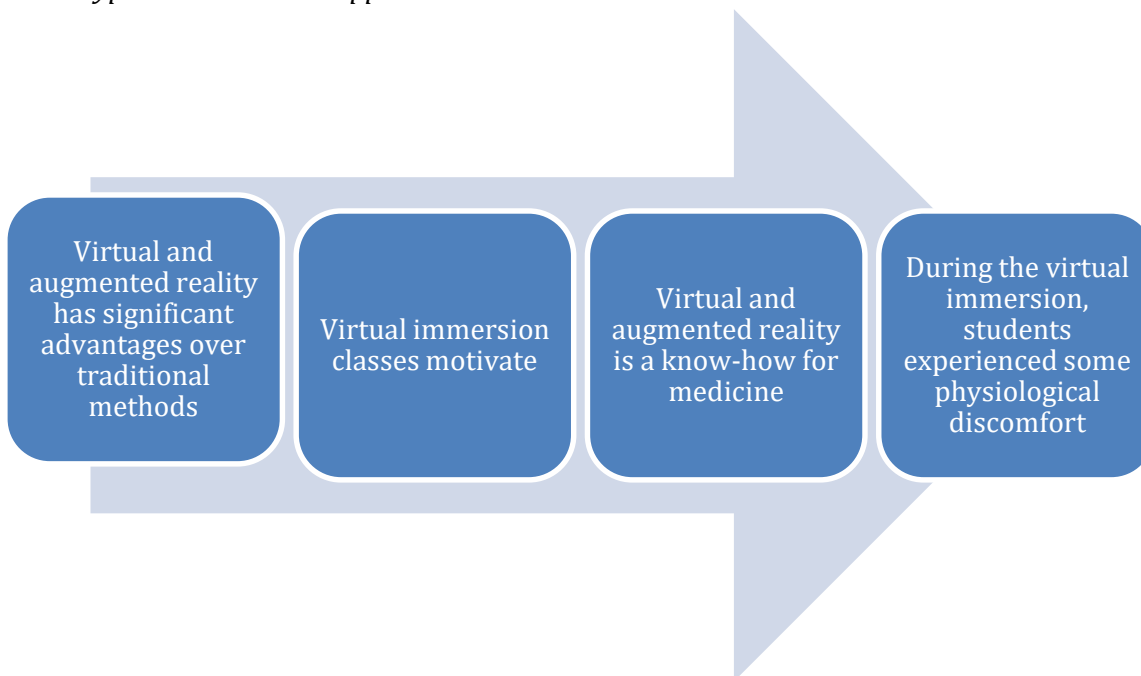 Virtual and
augmented reality
has significant
advantages over
traditional
methods
Virtual immersion
classes motivate
Virtual and
augmented reality
is a know-how for
medicine
During the virtual
immersion,
students
experienced some
physiological
discomfort